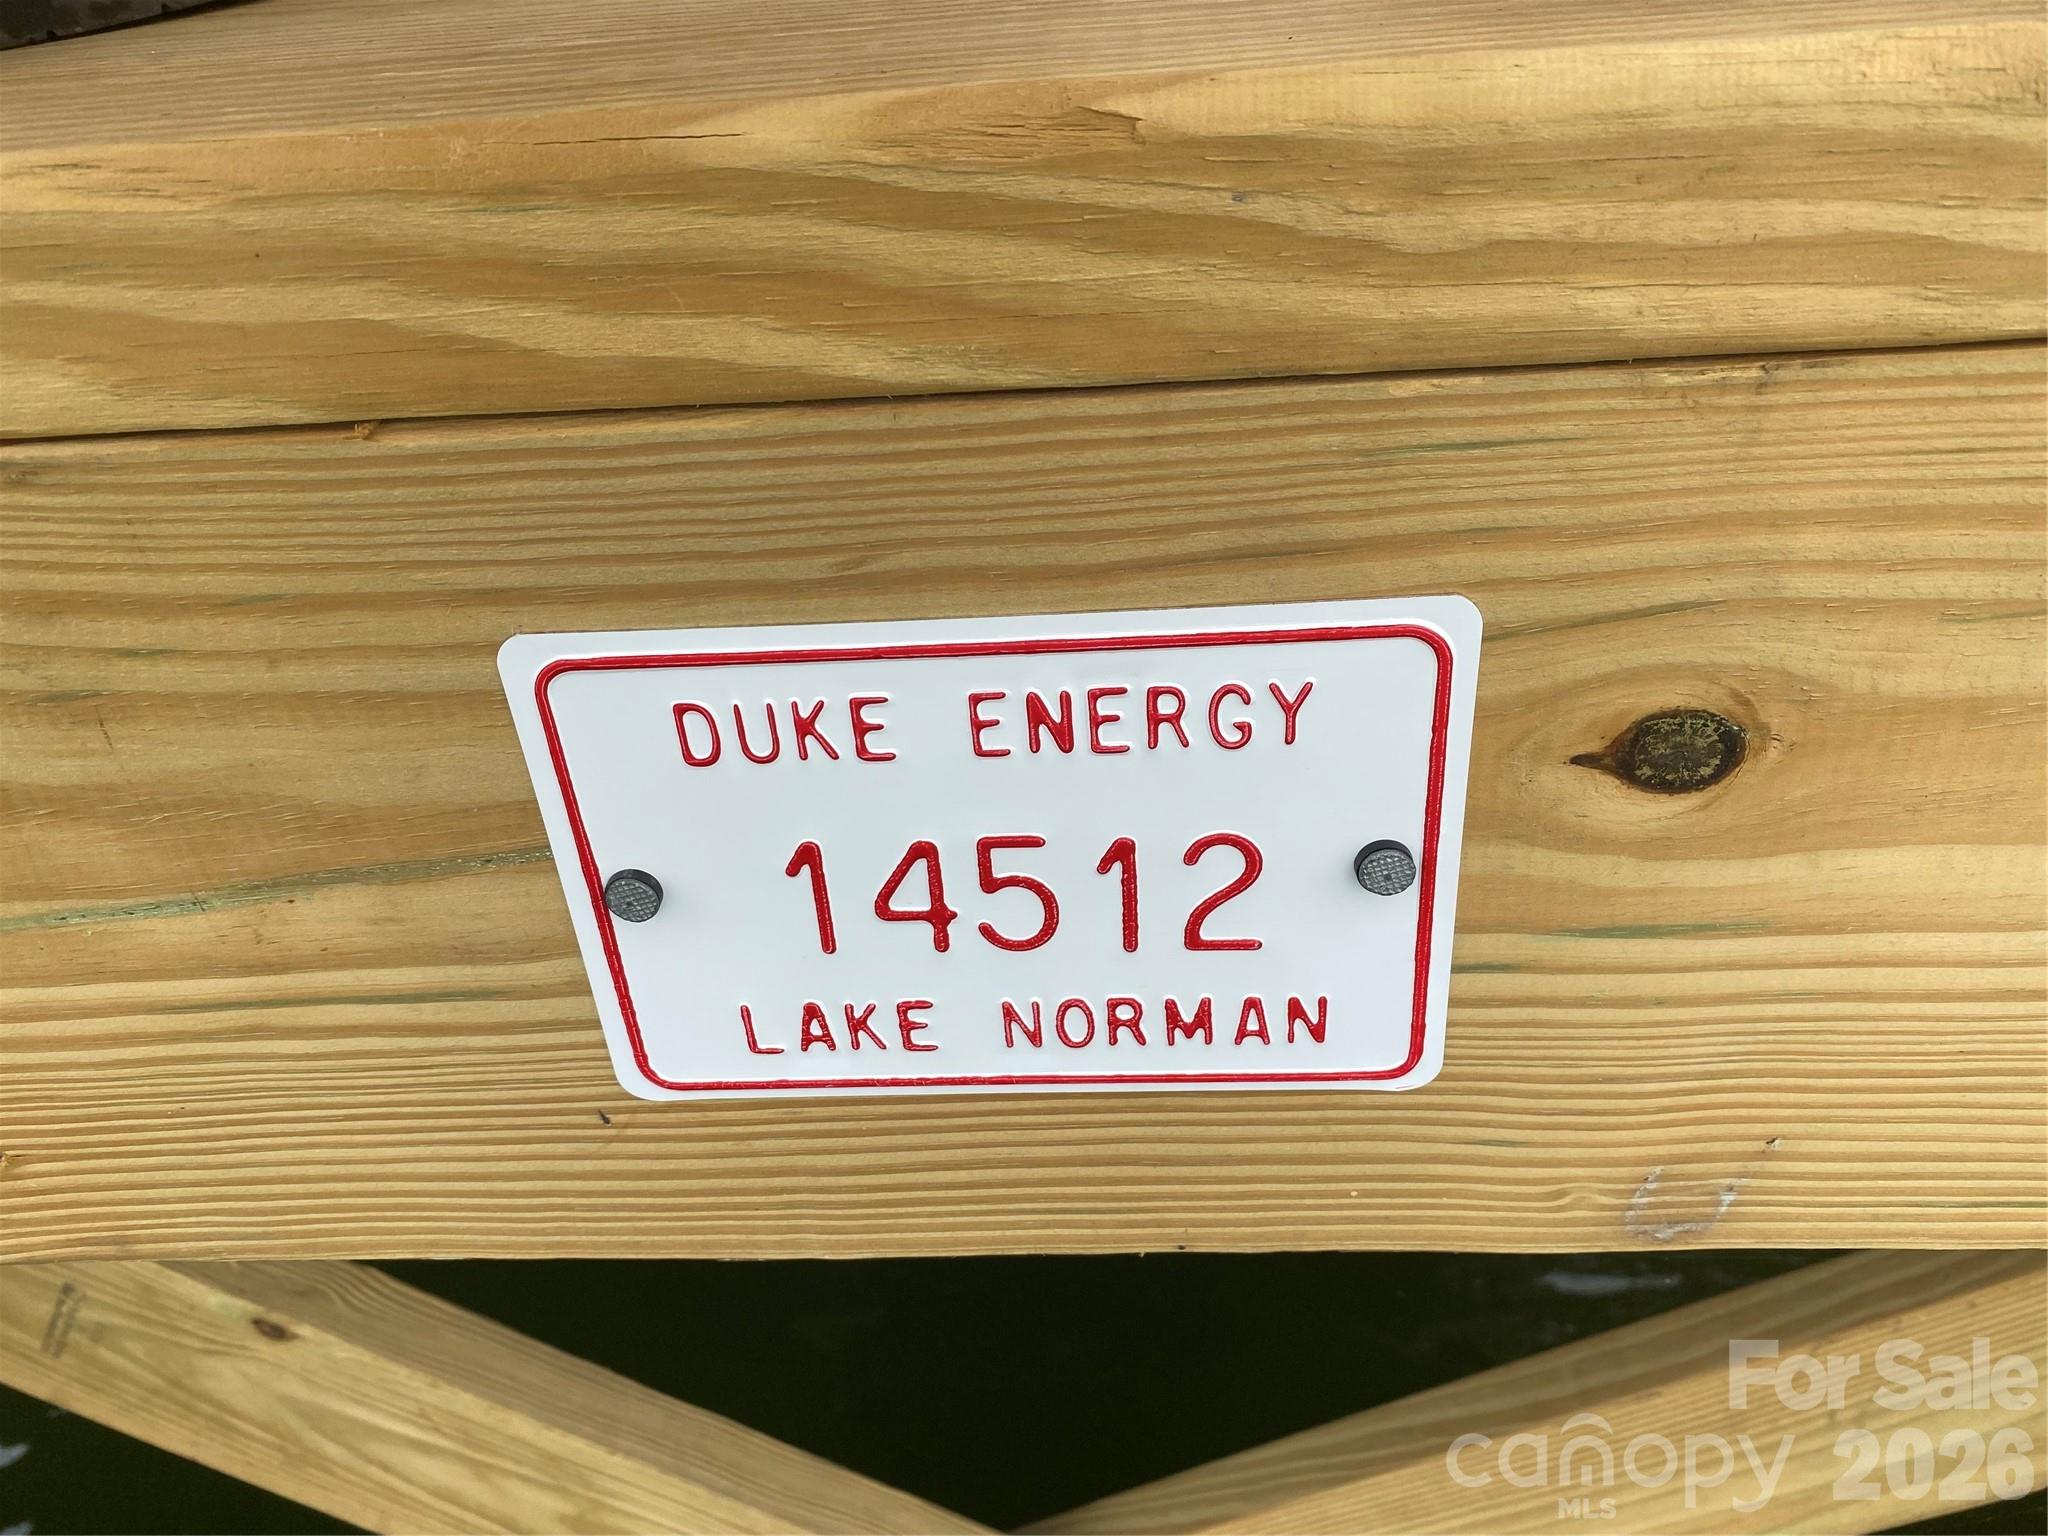 DUKE ENERGY
14512
LAKE NORMAN
For Sale
canopy 2026
MLS